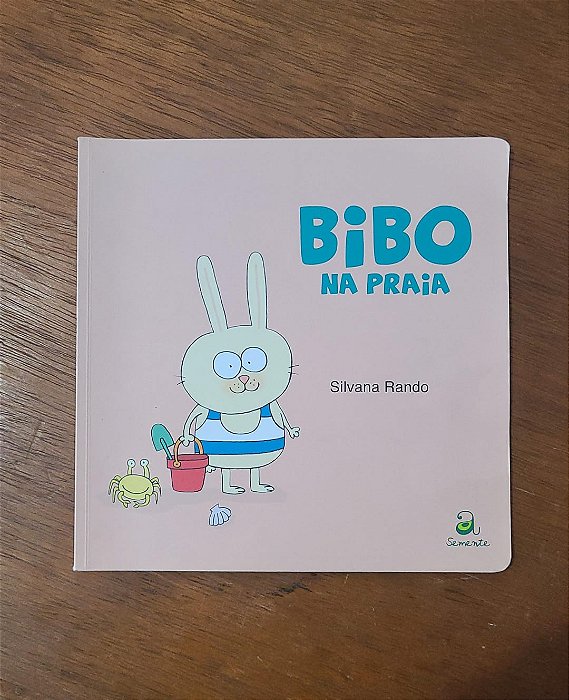 BiBO
NA PRAiA
Silvana Rando
a
Semente